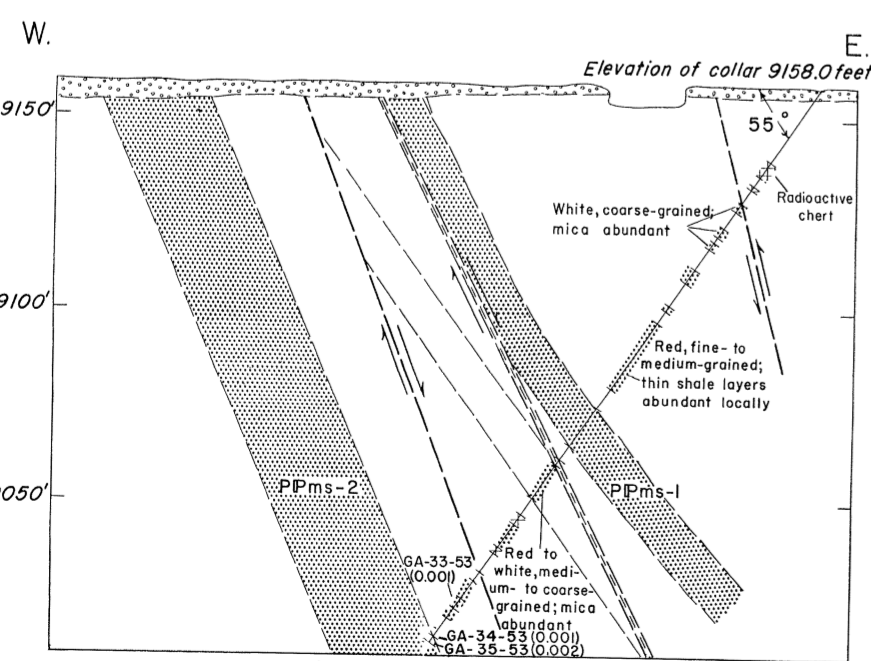 W.
E.
Elevation of collar 9158.0 feet
9150'
55°
Radioactive
chert
White, coarse-grained;
mica abundant
9100'
Red, fine- to
medium-grained;
thin shale layers
abundant locally
050'
PIPms-2
PIPms-1
GA-33-53
(0.001)
Red to
white, medi-
um- to coarse-
grained; mica
abundant
GA-34-53 (0.001)
GA-35-53 (0.002)